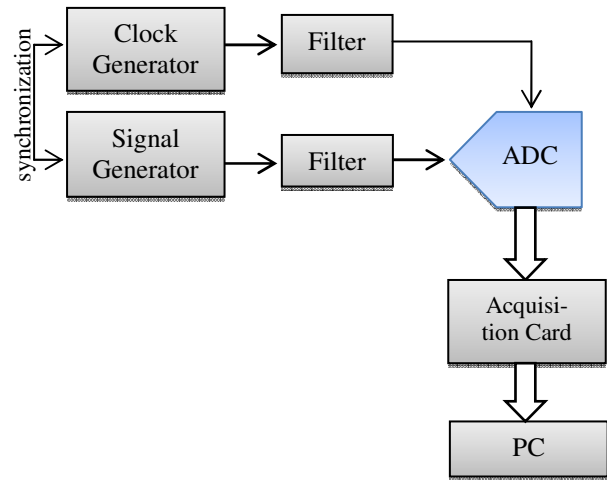 synchronization
Clock
Generator
Filter
Signal
Generator
Filter
ADC
Acquisi-
tion Card
PC